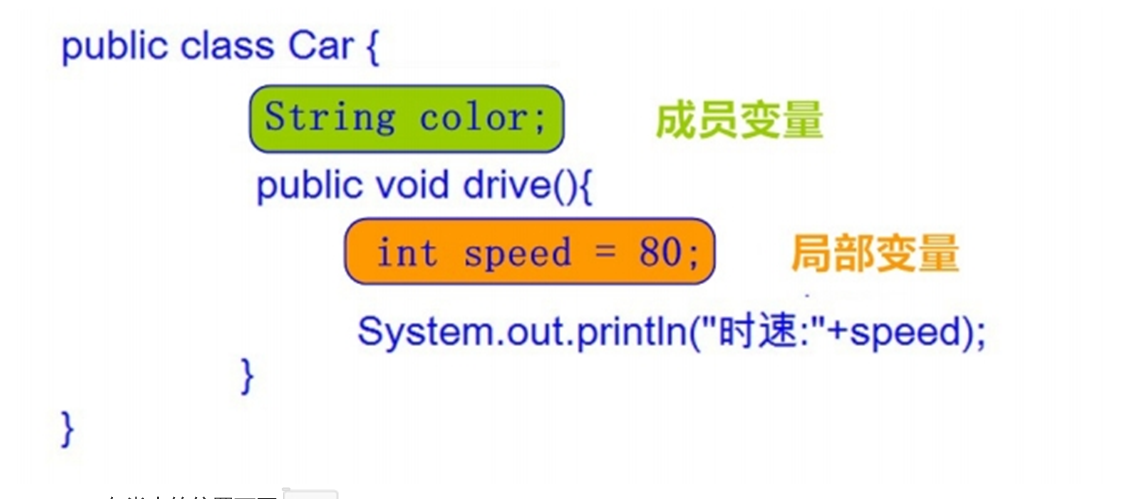 public class Car {
String color; 成员变量
public void drive(){
int speed = 80; 局部变量
System.out.println("时速:"+speed);
}
}